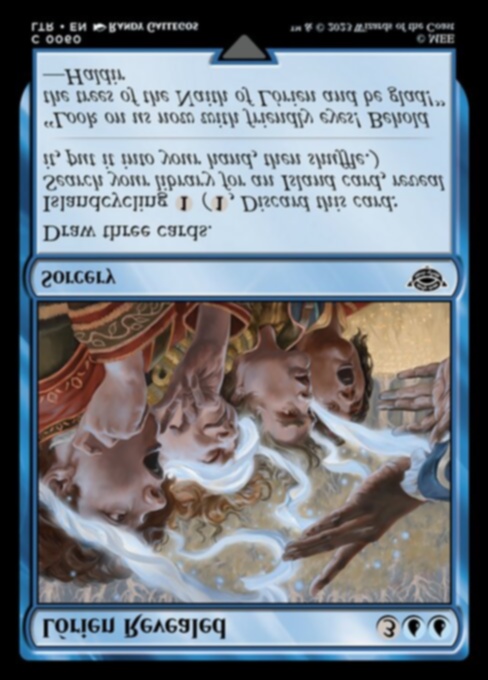 Lórien Revealed 3
Sorcery
Draw three cards.
Islandcycling 1 (1, Discard this card:
Search your library for an Island card, reveal
it, put it into your hand, then shuffle.)
“Look on us now with friendly eyes! Behold
the trees of the Naith of Lórien and be glad!”
—Haldir
C 0060 © MEE
LTR • EN RANDY GALLEGOS ™ & © 2023 Wizards of the Coast